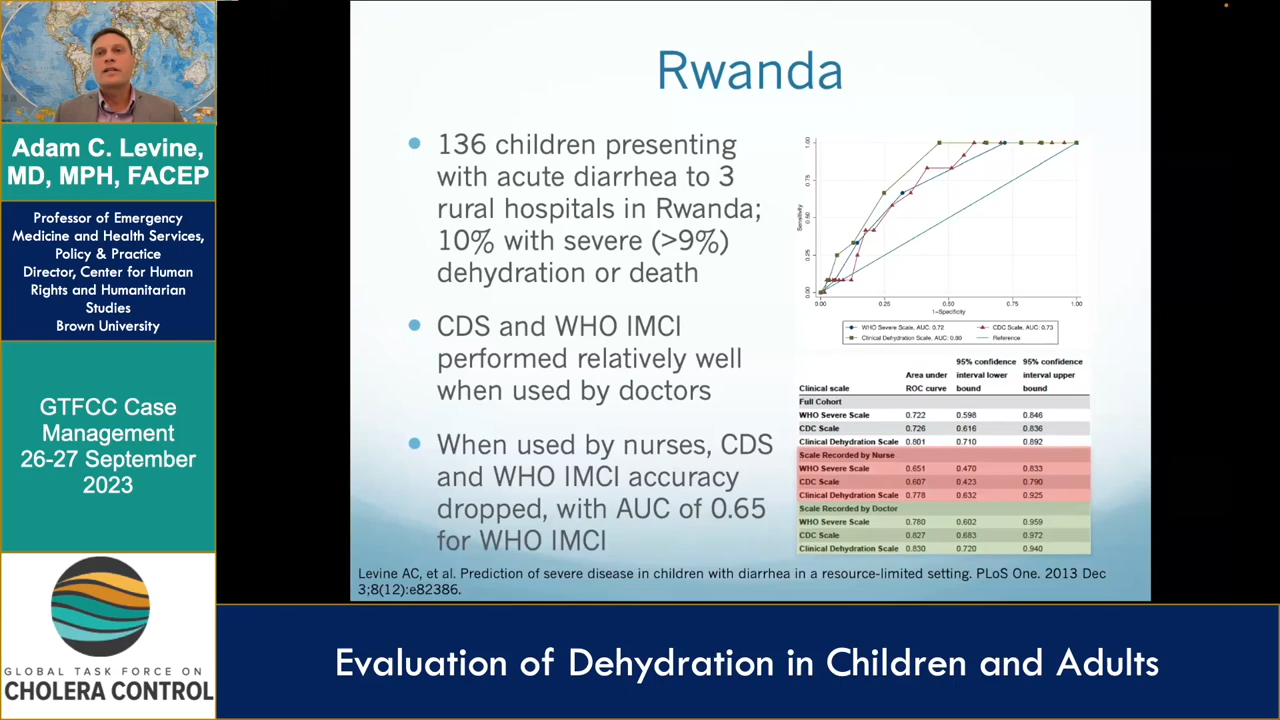 Adam C. Levine,
MD, MPH, FACEP
Professor of Emergency
Medicine and Health Services,
Policy & Practice
Director, Center for Human
Rights and Humanitarian
Studies
Brown University
GTFCC Case
Management
26-27 September
2023
GLOBAL TASK FORCE ON
CHOLERA CONTROL
Rwanda
136 children presenting
with acute diarrhea to 3
rural hospitals in Rwanda;
10% with severe (>9%)
dehydration or death
CDS and WHO IMCI
performed relatively well
when used by doctors
When used by nurses, CDS
and WHO IMCI accuracy
dropped, with AUC of 0.65
for WHO IMCI
Sensitivity
1.00
0.75
0.50
0.25
0.00
0.00 0.25 0.50 0.75 1.00
1-Specificity
WHO Severe Scale, AUC: 0.72 CDC Scale, AUC: 0.73
Clinical Dehydration Scale, AUC: 0.80 Reference
95% confidence 95% confidence
Area under interval lower interval upper
Clinical scale ROC curve bound bound
Full Cohort
WHO Severe Scale 0.722 0.598 0.846
CDC Scale 0.726 0.616 0.836
Clinical Dehydration Scale 0.801 0.710 0.892
Scale Recorded by Nurse
WHO Severe Scale 0.651 0.470 0.833
CDC Scale 0.607 0.423 0.790
Clinical Dehydration Scale 0.778 0.632 0.925
Scale Recorded by Doctor
WHO Severe Scale 0.780 0.602 0.959
CDC Scale 0.827 0.683 0.972
Clinical Dehydration Scale 0.830 0.720 0.940
Levine AC, et al. Prediction of severe disease in children with diarrhea in a resource-limited setting. PLoS One. 2013 Dec
3;8(12):e82386.
Evaluation of Dehydration in Children and Adults